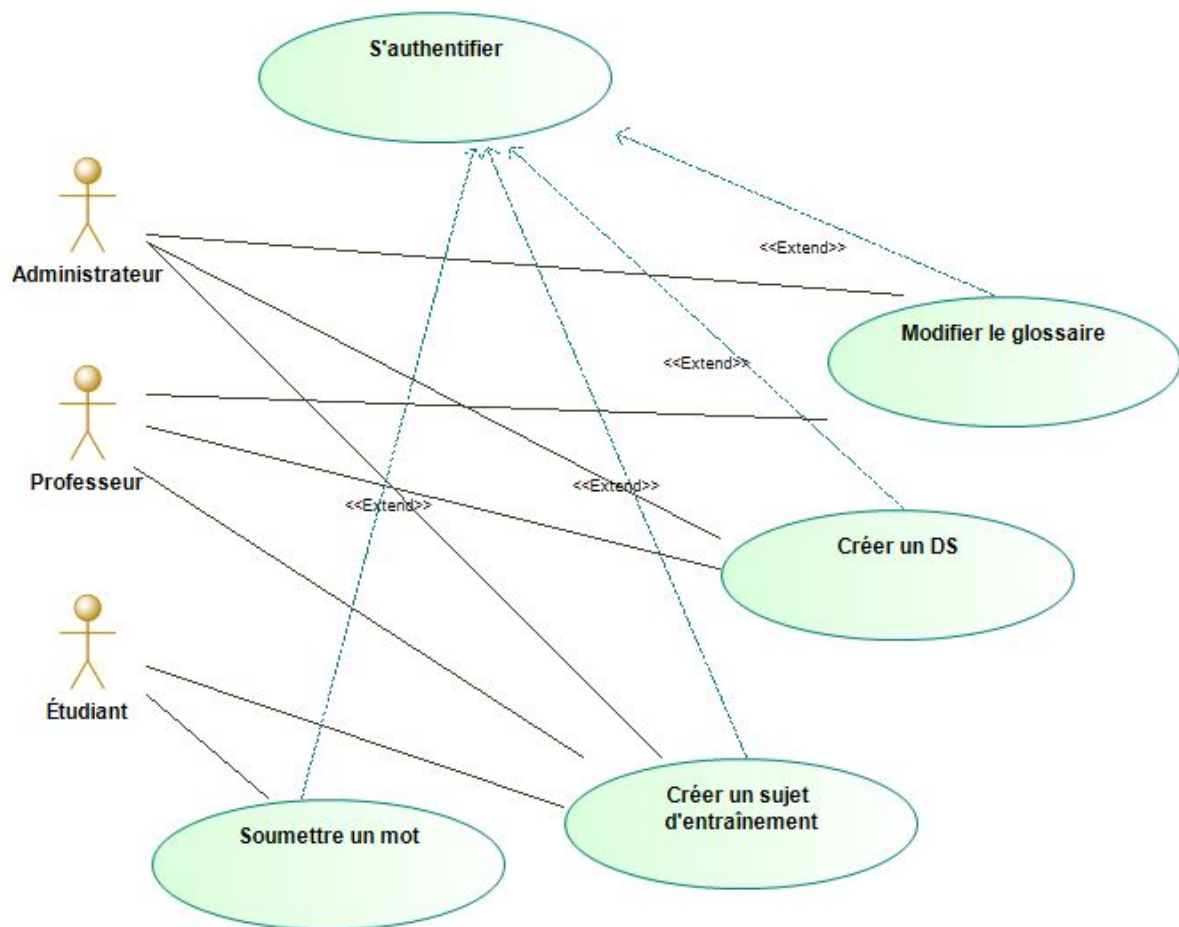 S'authentifier
Administrateur
<<Extend>>
Modifier le glossaire
<<Extend>>
Professeur
<<Extend>>
<<Extend>>
Créer un DS
Étudiant
Créer un sujet
d'entraînement
Soumettre un mot